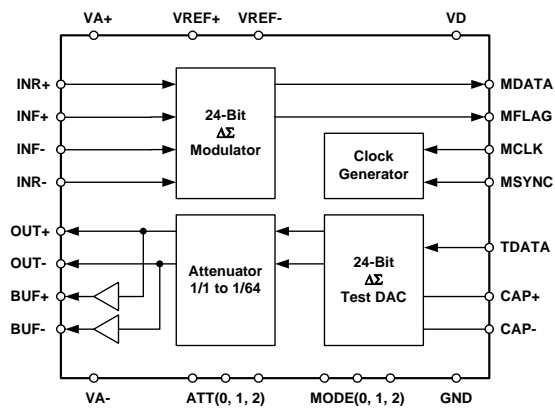 VA+ VREF+ VREF- VD
INR+
INF+
INF-
INR-
24-Bit
ΔΣ
Modulator
MDATA
MFLAG
Clock
Generator
MCLK
MSYNC
OUT+
OUT-
BUF+
BUF-
Attenuator
1/1 to 1/64
24-Bit
ΔΣ
Test DAC
TDATA
CAP+
CAP-
VA- ATT(0, 1, 2) MODE(0, 1, 2) GND